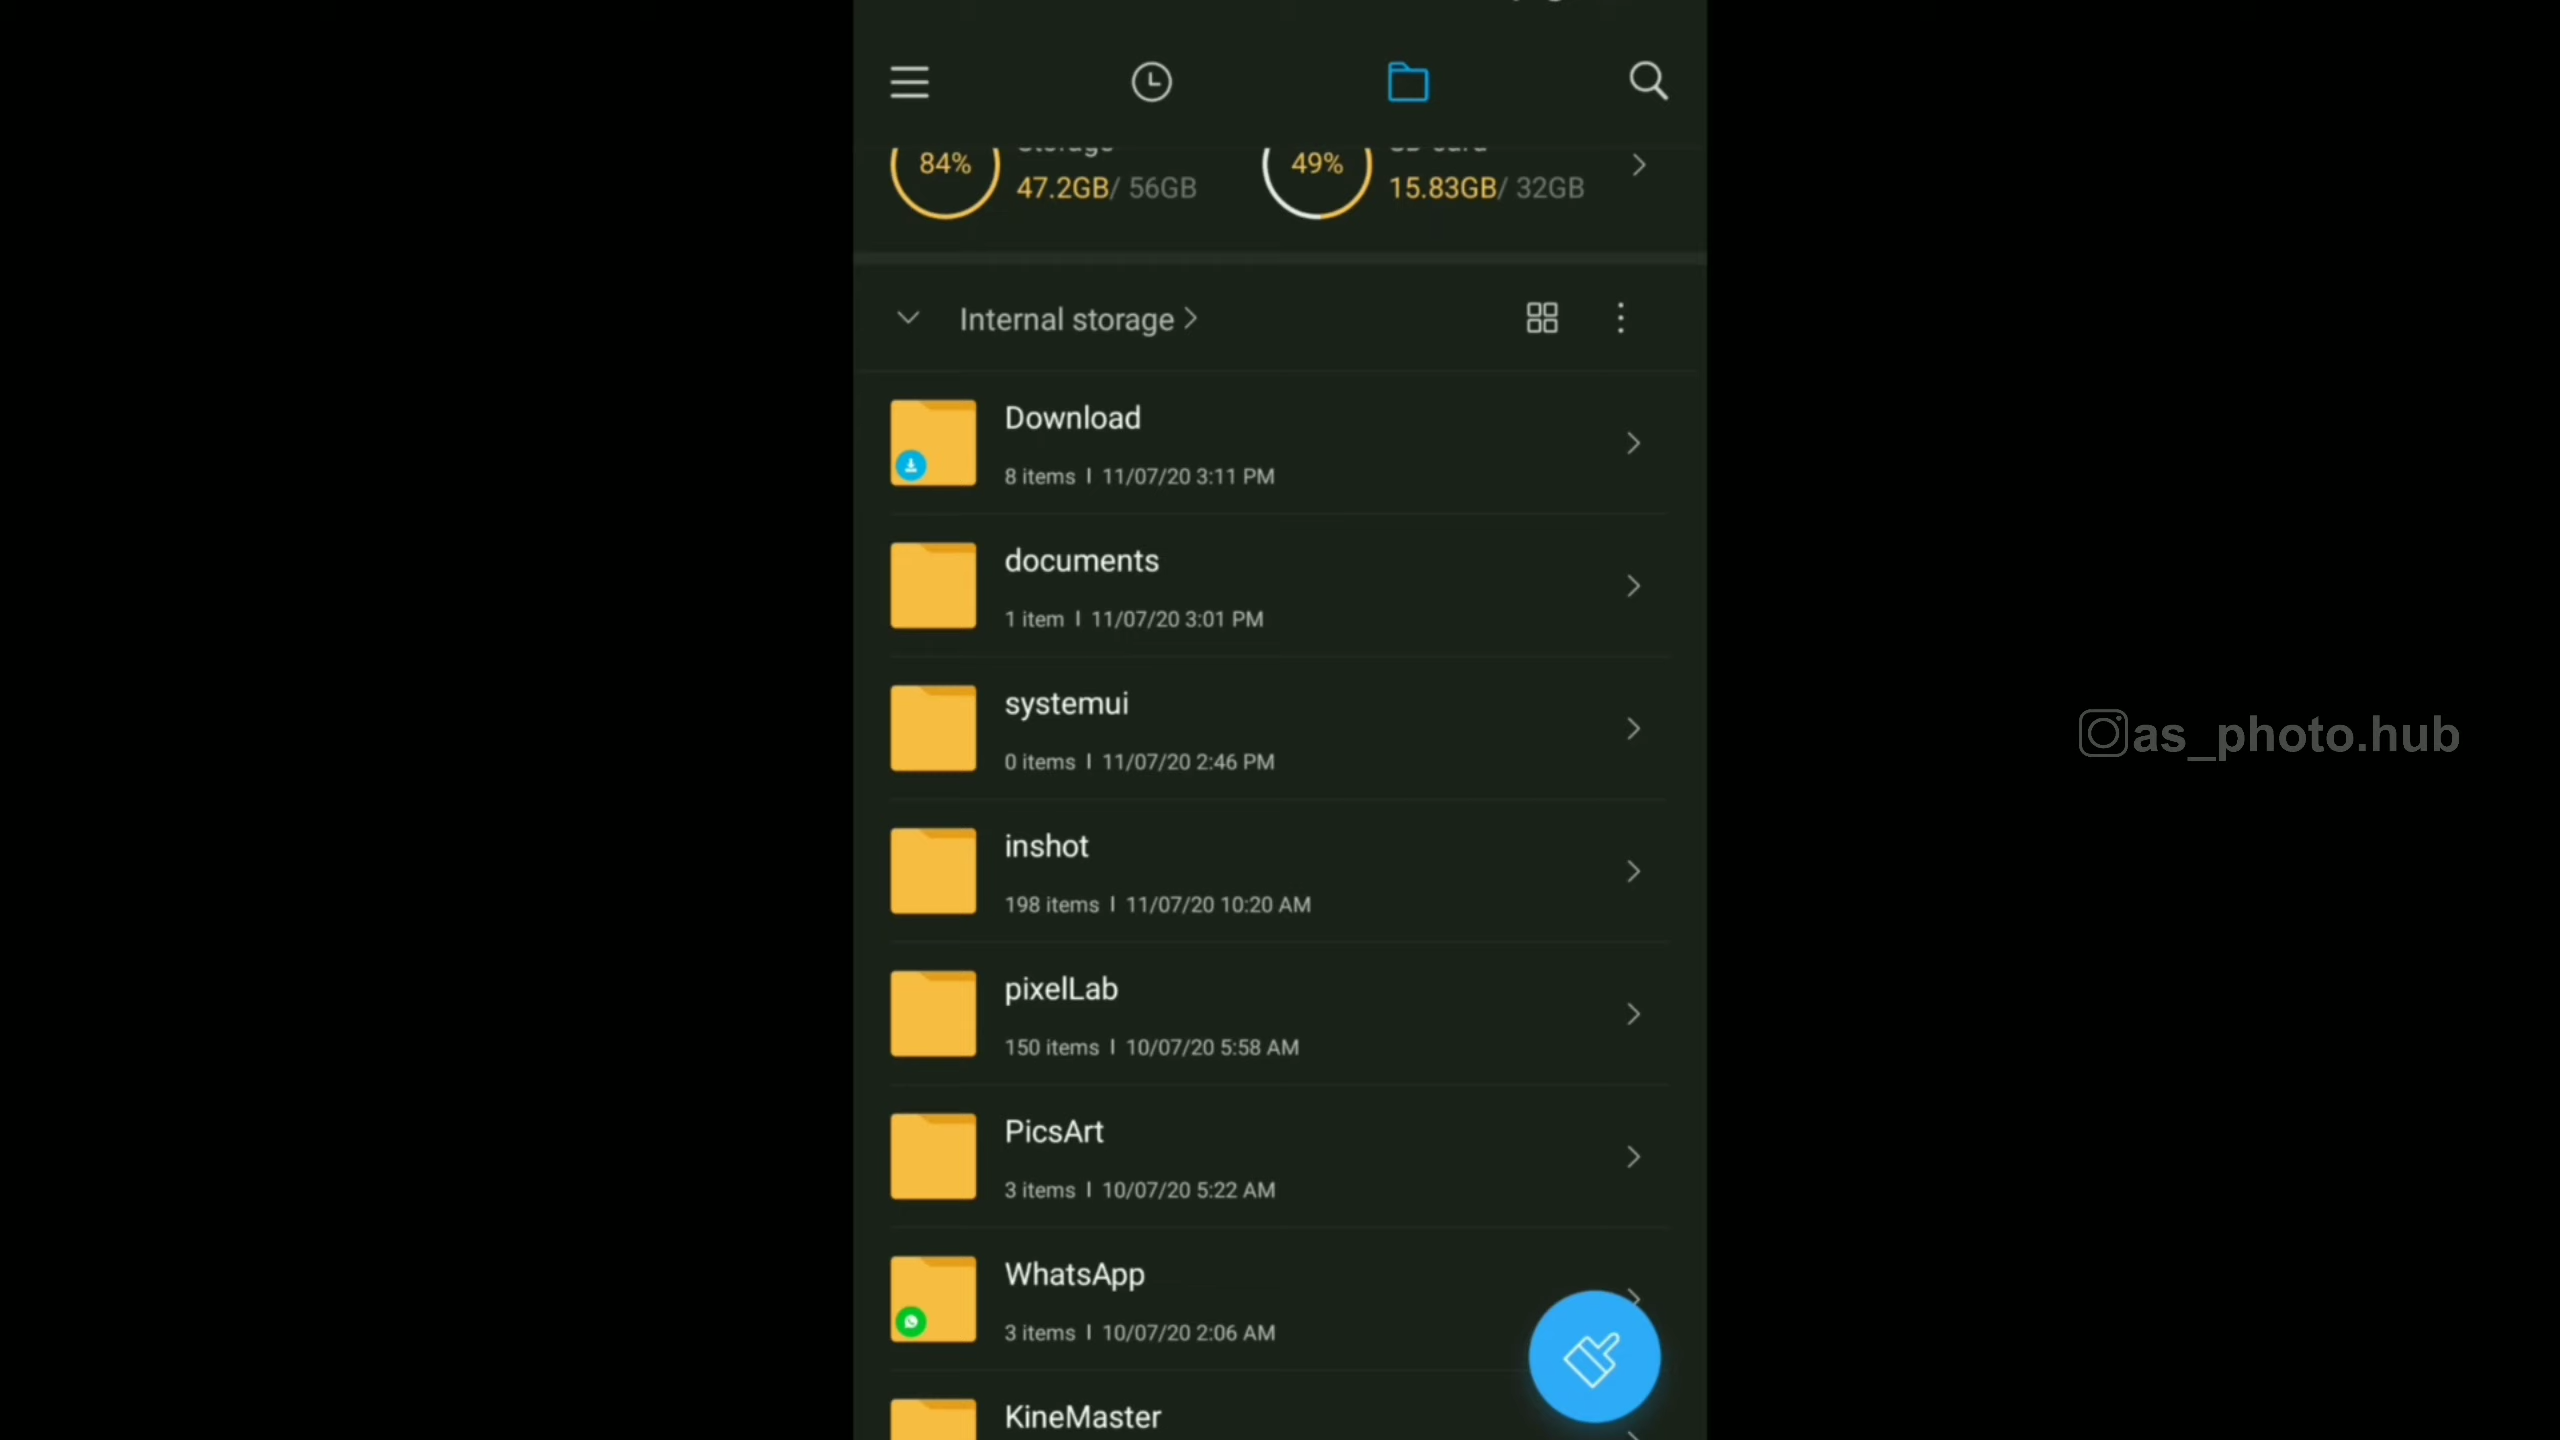 84%
47.2GB/ 56GB
49%
15.83GB/ 32GB
Internal storage >
Download
8 items | 11/07/20 3:11 PM
documents
1 item | 11/07/20 3:01 PM
systemui
0 items | 11/07/20 2:46 PM
inshot
198 items | 11/07/20 10:20 AM
pixelLab
150 items | 10/07/20 5:58 AM
PicsArt
3 items | 10/07/20 5:22 AM
WhatsApp
3 items | 10/07/20 2:06 AM
KineMaster
as_photo.hub